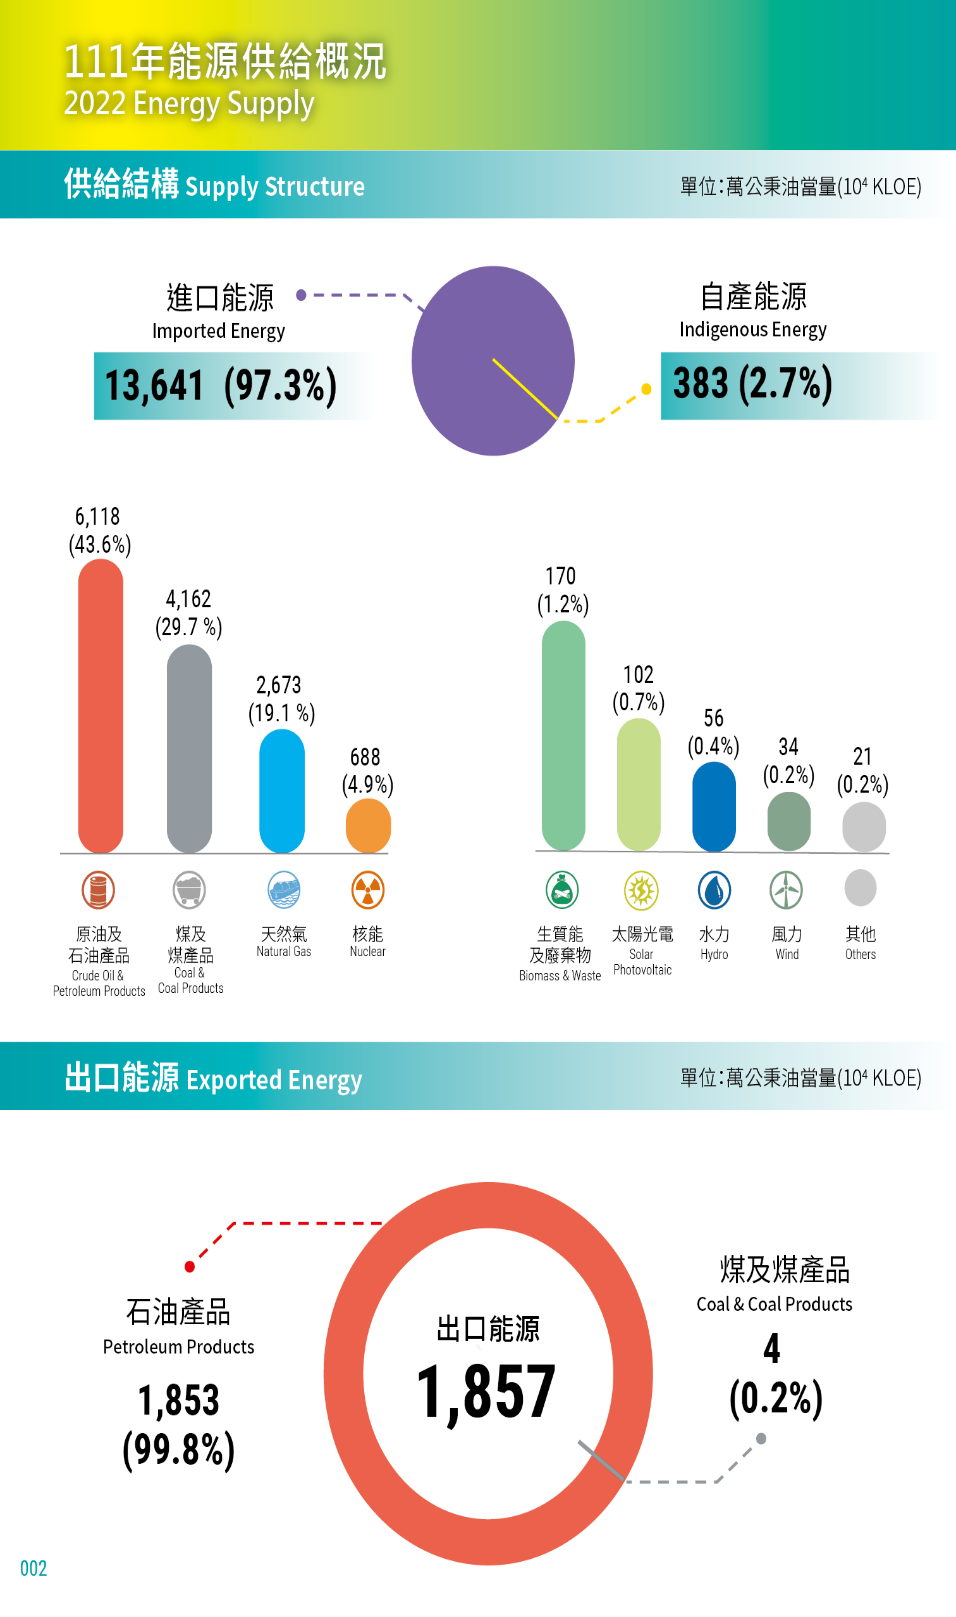 111年能源供給概況
2022 Energy Supply
供給結構 Supply Structure
單位：萬公秉油當量(10⁴ KLOE)
進口能源
Imported Energy
13,641 (97.3%)
自產能源
Indigenous Energy
383 (2.7%)
6,118
(43.6%)
4,162
(29.7 %)
2,673
(19.1 %)
688
(4.9%)
170
(1.2%)
102
(0.7%)
56
(0.4%)
34
(0.2%)
21
(0.2%)
原油及
石油產品
Crude Oil &
Petroleum Products
煤及
煤產品
Coal &
Coal Products
天然氣
Natural Gas
核能
Nuclear
生質能
及廢棄物
Biomass & Waste
太陽光電
Solar
Photovoltaic
水力
Hydro
風力
Wind
其他
Others
出口能源 Exported Energy
單位：萬公秉油當量(10⁴ KLOE)
石油產品
Petroleum Products
1,853
(99.8%)
出口能源
1,857
煤及煤產品
Coal & Coal Products
4
(0.2%)
002